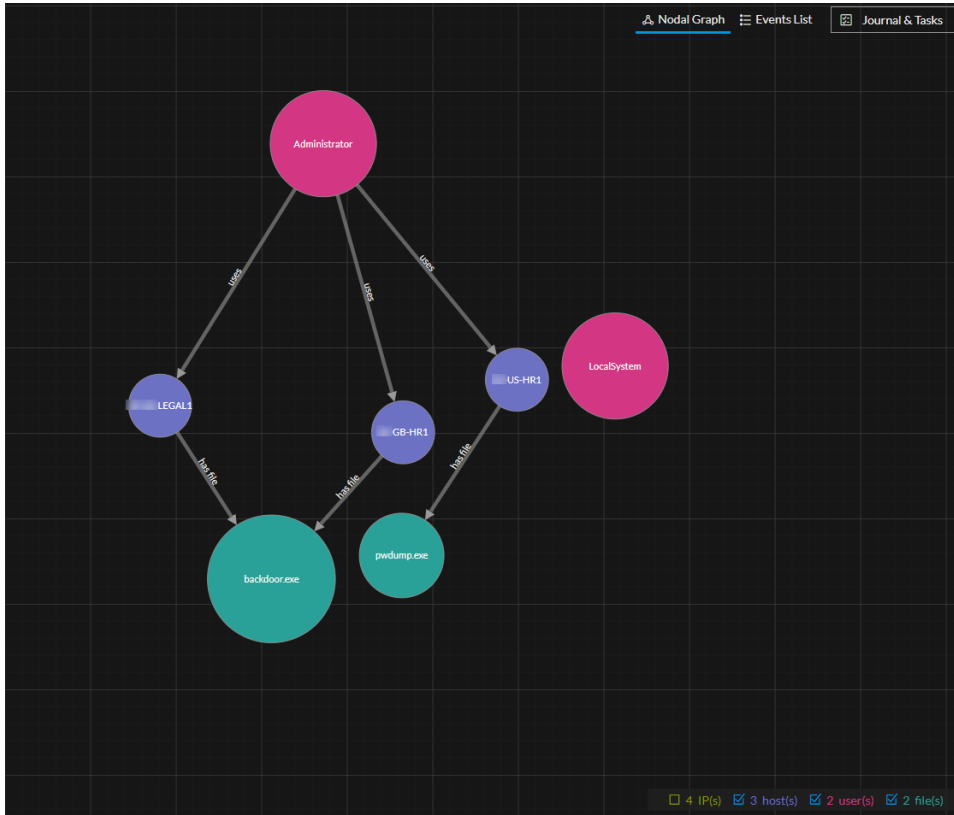 Nodal Graph Events List Journal & Tasks
Administrator
uses
uses
uses
LocalSystem
US-HR1
LEGAL1
GB-HR1
has file
has file
has file
pwdump.exe
backdoor.exe
4 IP(s) 3 host(s) 2 user(s) 2 file(s)